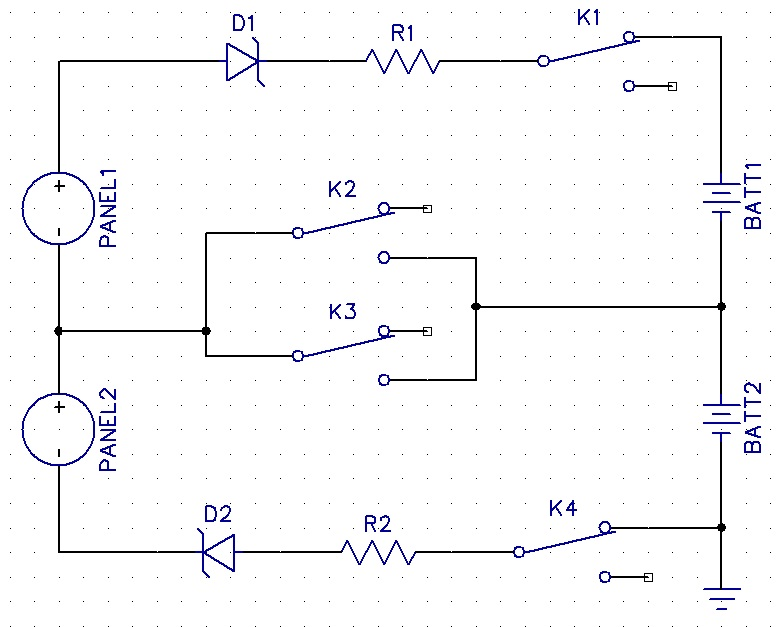 K1
D1
R1
+
-
PANEL1
K2
BATT1
K3
+
-
PANEL2
BATT2
D2
R2
K4